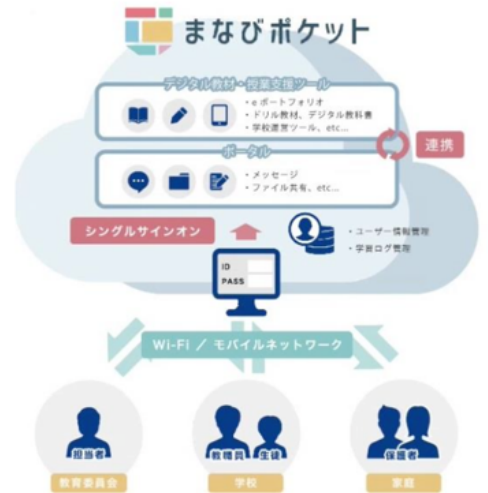 まなびポケット
デジタル教材・授業支援ツール
・eポートフォリオ
・ドリル教材、デジタル教科書
・学校運営ツール、etc...
連携
ポータル
・メッセージ
・ファイル共有、etc...
シングルサインオン
・ユーザー情報管理
・学習ログ管理
ID
PASS
Wi-Fi ／ モバイルネットワーク
担当者
教職員
生徒
保護者
教育委員会
学校
家庭